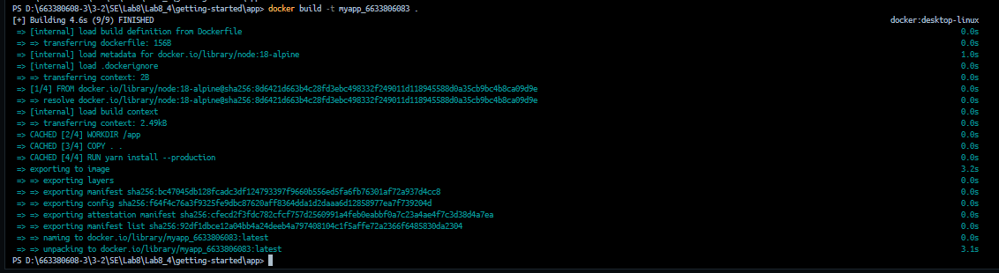 PS D:\663380608-3\3-2\SE\Lab8\Lab8_4\getting-started\app> docker build -t myapp_6633806083 .
[+] Building 4.6s (9/9) FINISHED docker:desktop-linux
=> [internal] load build definition from Dockerfile 0.0s
=> => transferring dockerfile: 156B 0.0s
=> [internal] load metadata for docker.io/library/node:18-alpine 1.0s
=> [internal] load .dockerignore 0.0s
=> => transferring context: 2B 0.0s
=> [1/4] FROM docker.io/library/node:18-alpine@sha256:8d6421d663b4c28fd3ebc498332f249011d118945588d0a35cb9bc4b8ca09d9e 0.0s
=> => resolve docker.io/library/node:18-alpine@sha256:8d6421d663b4c28fd3ebc498332f249011d118945588d0a35cb9bc4b8ca09d9e 0.0s
=> [internal] load build context 0.0s
=> => transferring context: 2.49kB 0.0s
=> CACHED [2/4] WORKDIR /app 0.0s
=> CACHED [3/4] COPY . . 0.0s
=> CACHED [4/4] RUN yarn install --production 0.0s
=> exporting to image 3.2s
=> => exporting layers 0.0s
=> => exporting manifest sha256:bc47045db128fcadc3df124793397f9660b556ed5fa6fb76301af72a937d4cc8 0.0s
=> => exporting config sha256:f64f4c76a3f9325fe9dbc87620aff8364dda1d2daaa6d12858977ea7f739204d 0.0s
=> => exporting attestation manifest sha256:cfecd2f3fdc782cfcf757d2560991a4feb0eabbf0a7c23a4ae4f7c3d38d4a7ea 0.0s
=> => exporting manifest list sha256:92df1dbce12a04bb4a24deeb4a797408104c1f5affe72a2366f6485830da2304 0.0s
=> => naming to docker.io/library/myapp_6633806083:latest 0.0s
=> => unpacking to docker.io/library/myapp_6633806083:latest 3.1s
PS D:\663380608-3\3-2\SE\Lab8\Lab8_4\getting-started\app>